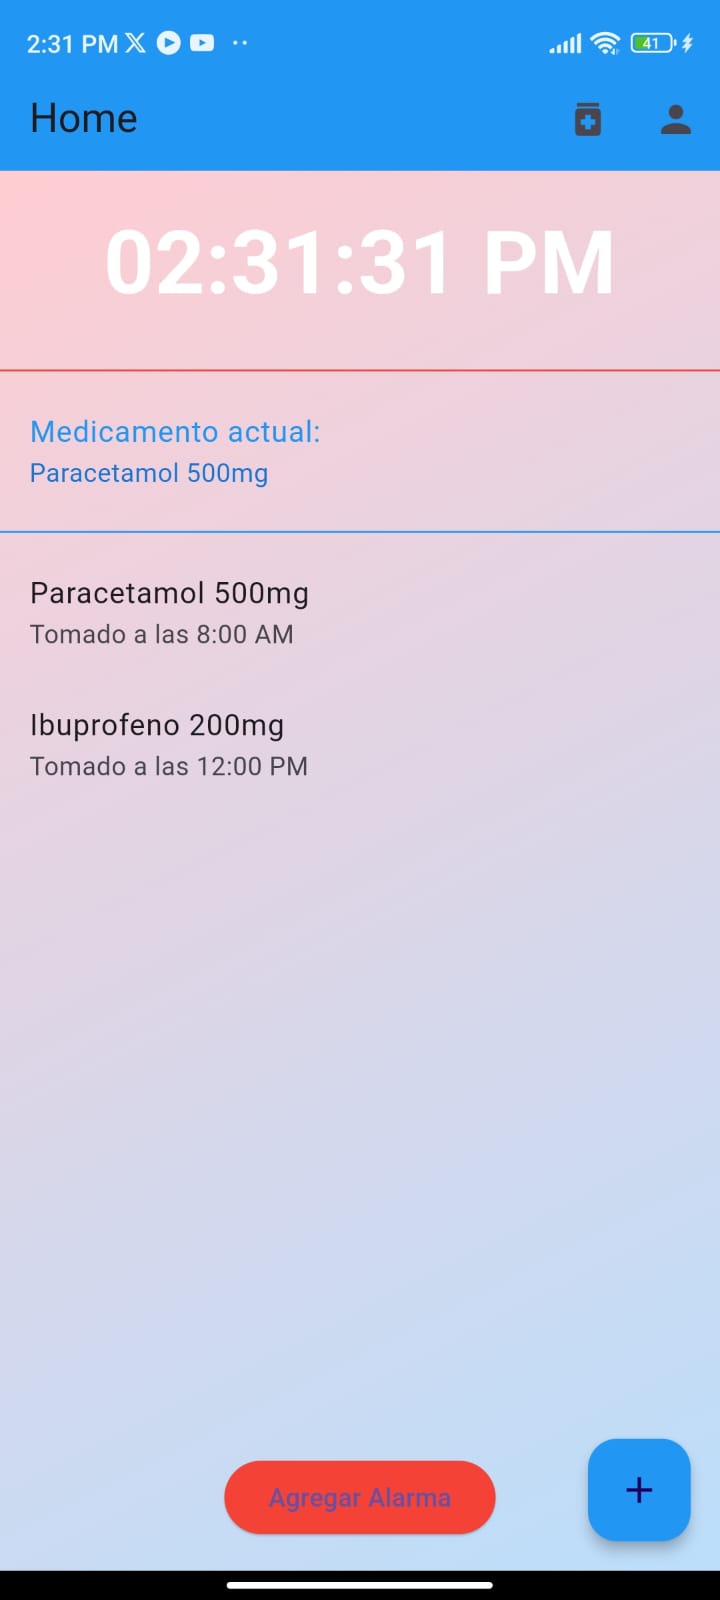 2:31 PM
41
Home
02:31:31 PM
Medicamento actual:
Paracetamol 500mg
Paracetamol 500mg
Tomado a las 8:00 AM
Ibuprofeno 200mg
Tomado a las 12:00 PM
Agregar Alarma